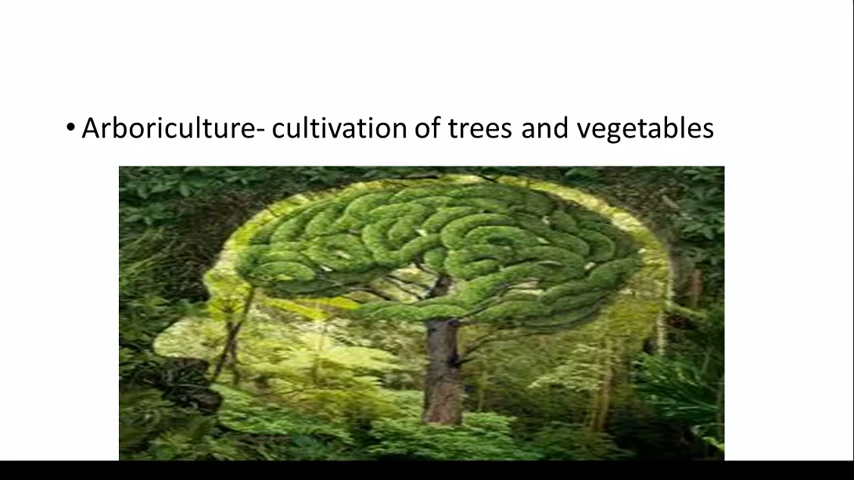 • Arboriculture- cultivation of trees and vegetables